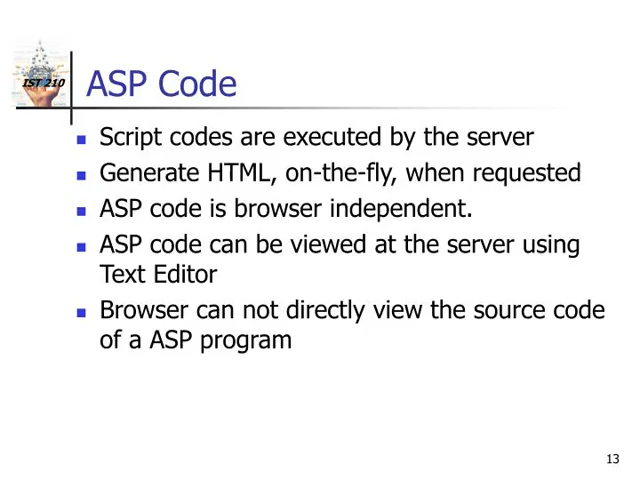 IST 210
ASP Code
Script codes are executed by the server
Generate HTML, on-the-fly, when requested
ASP code is browser independent.
ASP code can be viewed at the server using
Text Editor
Browser can not directly view the source code
of a ASP program
13